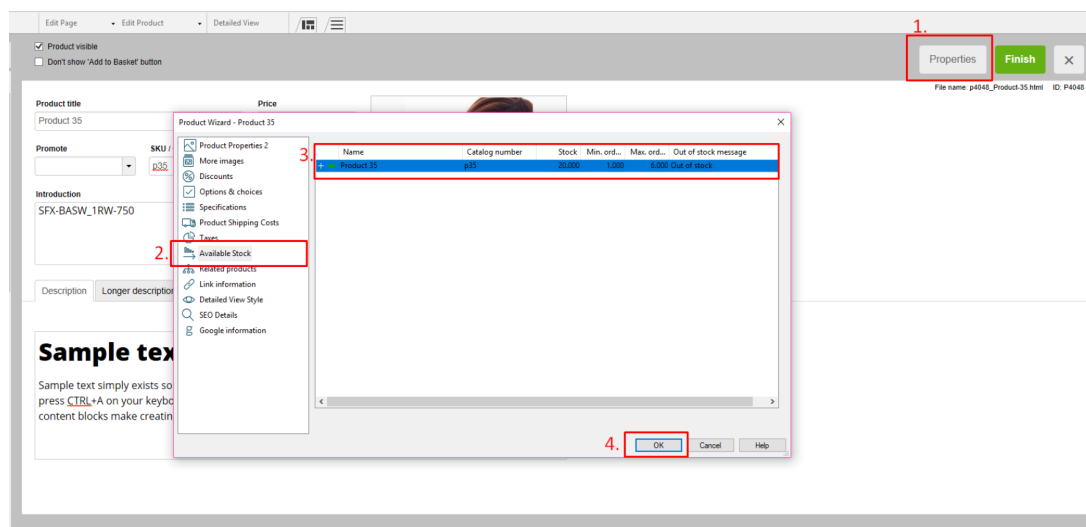 Edit Page Edit Product Detailed View
1.
Product visible
Don't show 'Add to Basket' button
Properties Finish
File name: p4048_Product-35.html ID: P4048
Product title Price
Product 35
Promote SKU /
p35
Introduction
SFX-BASW_1RW-750
Description Longer description
Sample tex
Sample text simply exists so
press CTRL+A on your keybo
content blocks make creatin
Product Wizard - Product 35
2.
Product Properties 2
More images
Discounts
Options & choices
Specifications
Product Shipping Costs
Taxes
Available Stock
Related products
Link information
Detailed View Style
SEO Details
Google information
3.
Name Catalog number Stock Min. ord... Max. ord... Out of stock message
Product 35 p35 20,000 1,000 6,000 Out of stock
4.
OK Cancel Help